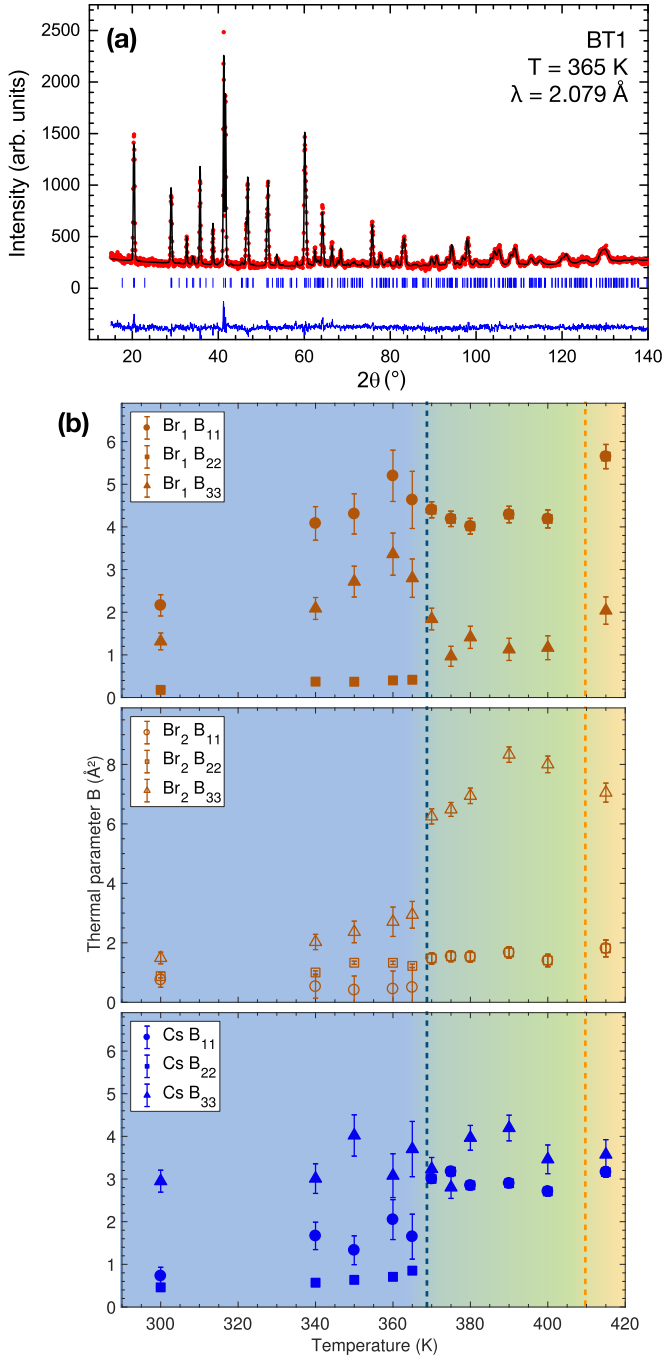 (a)
BT1
T = 365 K
λ = 2.079 Å
Intensity (arb. units)
2500
2000
1500
1000
500
0
20 40 60 80 100 120 140
2θ (°)
(b)
Br₁ B₁₁
Br₁ B₂₂
Br₁ B₃₃
6
5
4
3
2
1
0
Br₂ B₁₁
Br₂ B₂₂
Br₂ B₃₃
8
6
4
2
0
Thermal parameter B (Å²)
Cs B₁₁
Cs B₂₂
Cs B₃₃
6
5
4
3
2
1
0
300 320 340 360 380 400 420
Temperature (K)